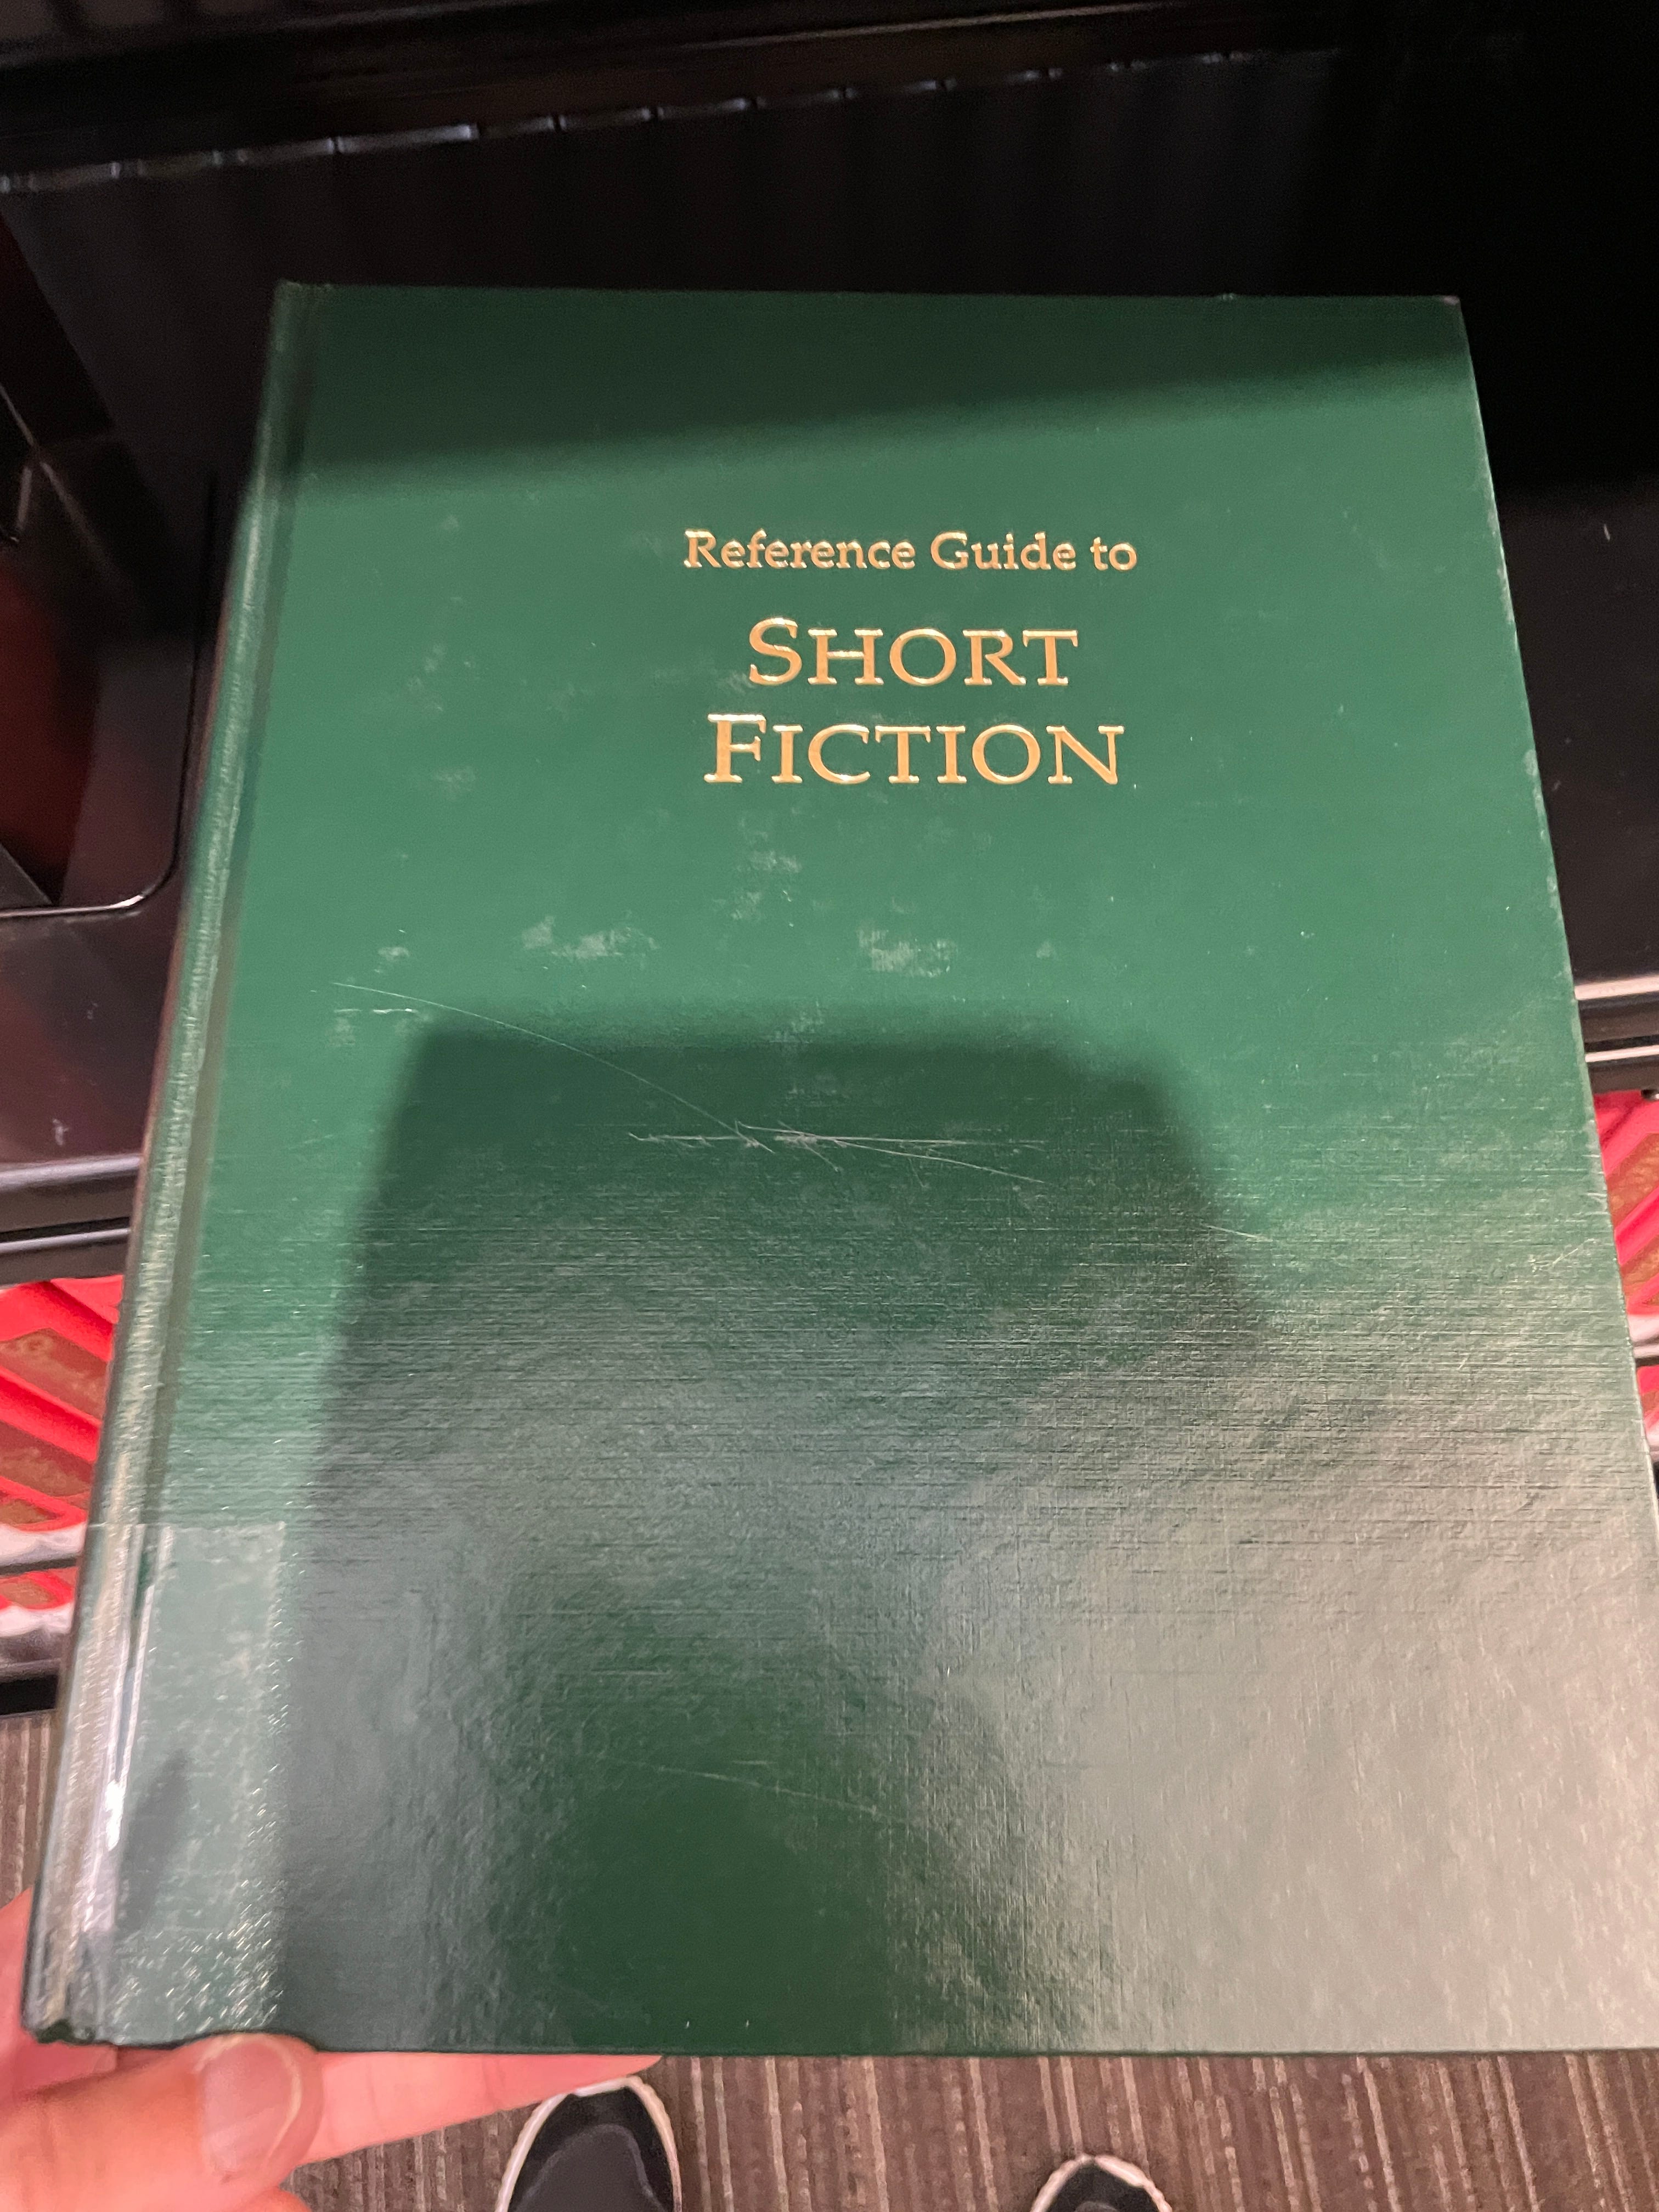 Reference Guide to
SHORT
FICTION